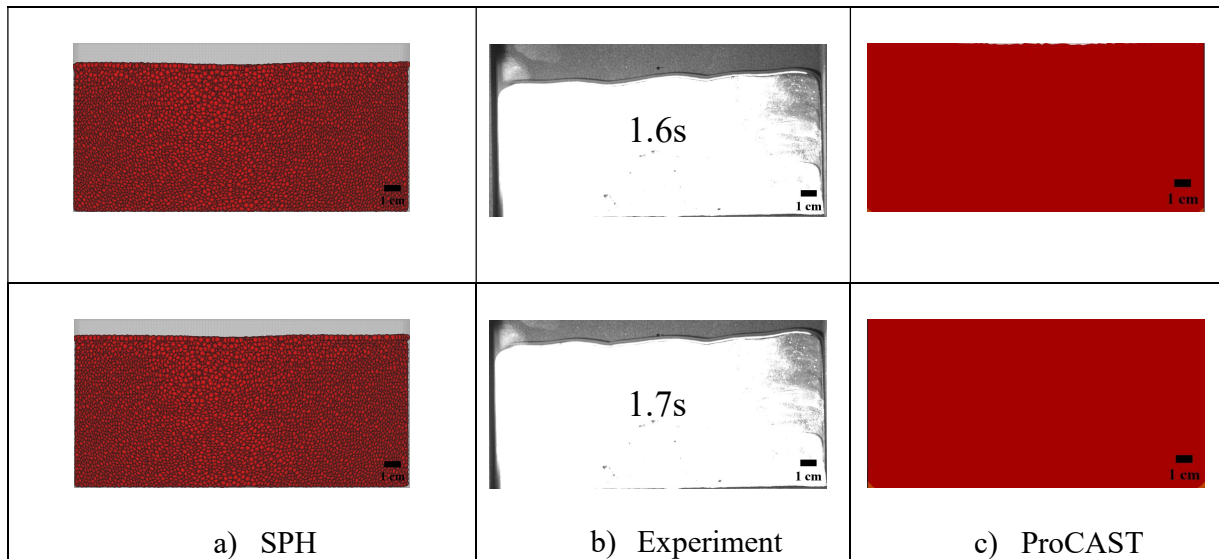 1.6s
1 cm
1 cm
1 cm
1.7s
1 cm
1 cm
1 cm
a) SPH
b) Experiment
c) ProCAST